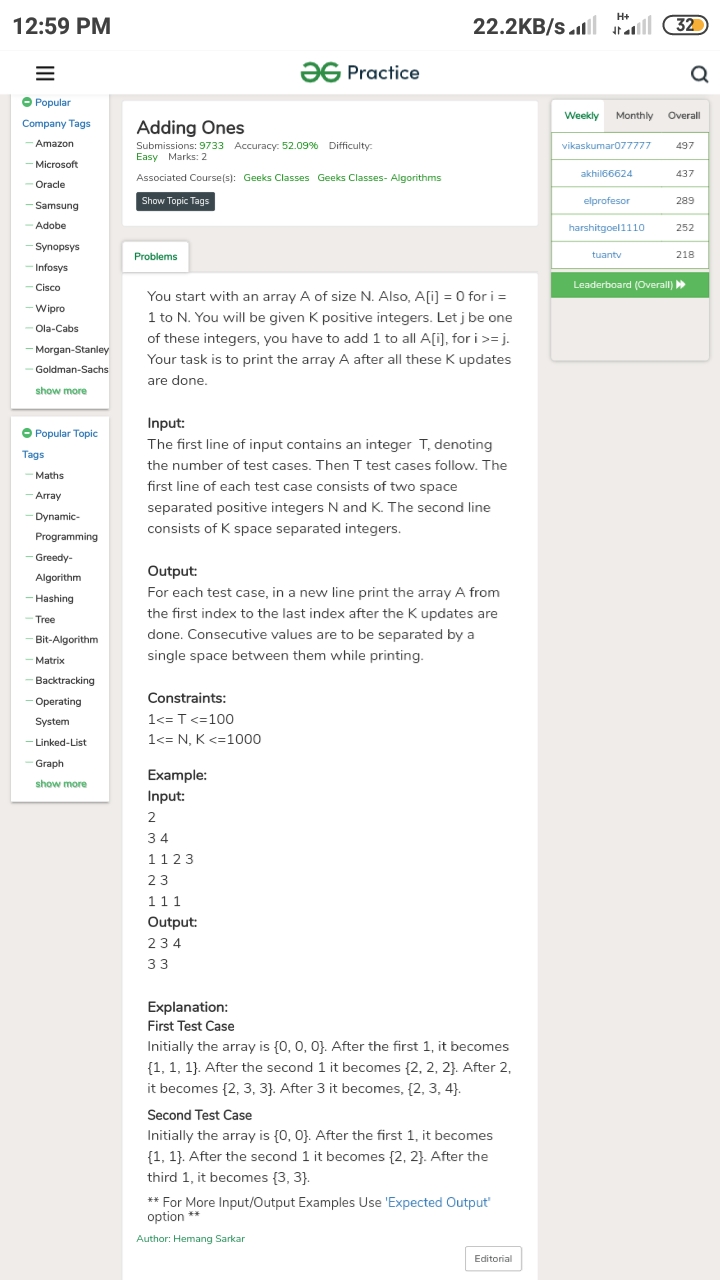 12:59 PM
22.2KB/s
H+
32
Practice
Popular
Company Tags
Amazon
Microsoft
Oracle
Samsung
Adobe
Synopsys
Infosys
Cisco
Wipro
Ola-Cabs
Morgan-Stanley
Goldman-Sachs
show more
Popular Topic
Tags
Maths
Array
Dynamic-
Programming
Greedy-
Algorithm
Hashing
Tree
Bit-Algorithm
Matrix
Backtracking
Operating
System
Linked-List
Graph
show more
Adding Ones
Submissions: 9733 Accuracy: 52.09% Difficulty:
Easy Marks: 2
Associated Course(s): Geeks Classes Geeks Classes- Algorithms
Show Topic Tags
Problems
You start with an array A of size N. Also, A[i] = 0 for i =
1 to N. You will be given K positive integers. Let j be one
of these integers, you have to add 1 to all A[i], for i >= j.
Your task is to print the array A after all these K updates
are done.
Input:
The first line of input contains an integer T, denoting
the number of test cases. Then T test cases follow. The
first line of each test case consists of two space
separated positive integers N and K. The second line
consists of K space separated integers.
Output:
For each test case, in a new line print the array A from
the first index to the last index after the K updates are
done. Consecutive values are to be separated by a
single space between them while printing.
Constraints:
1<= T <=100
1<= N, K <=1000
Example:
Input:
2
3 4
1 1 2 3
2 3
1 1 1
Output:
2 3 4
3 3
Explanation:
First Test Case
Initially the array is {0, 0, 0}. After the first 1, it becomes
{1, 1, 1}. After the second 1 it becomes {2, 2, 2}. After 2,
it becomes {2, 3, 3}. After 3 it becomes, {2, 3, 4}.
Second Test Case
Initially the array is {0, 0}. After the first 1, it becomes
{1, 1}. After the second 1 it becomes {2, 2}. After the
third 1, it becomes {3, 3}.
** For More Input/Output Examples Use 'Expected Output'
option **
Author: Hemang Sarkar
Editorial
Weekly Monthly Overall
vikaskumar077777 497
akhil66624 437
elprofesor 289
harshitgoel1110 252
tuantv 218
Leaderboard (Overall)